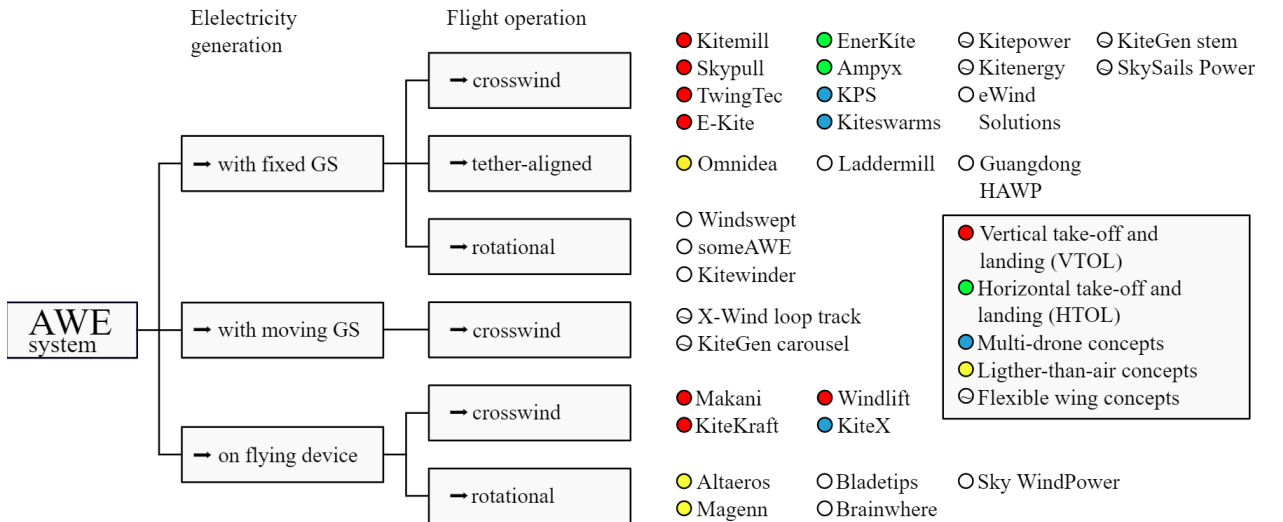 Elelectricity
generation
Flight operation
AWE
system
→ with fixed GS
→ crosswind
→ tether-aligned
→ rotational
→ with moving GS
→ crosswind
→ on flying device
→ crosswind
→ rotational
Kitemill
Skypull
TwingTec
E-Kite
EnerKíte
Ampyx
KPS
Kiteswarms
Kitepower
Kitenergy
eWind
Solutions
KiteGen stem
SkySails Power
Omnidea
Laddermill
Guangdong
HAWP
Windswept
someAWE
Kitewinder
X-Wind loop track
KiteGen carousel
Makani
KiteKraft
Windlift
KiteX
Altaeros
Magenn
Bladetips
Brainwhere
Sky WindPower
Vertical take-off and
landing (VTOL)
Horizontal take-off and
landing (HTOL)
Multi-drone concepts
Ligther-than-air concepts
Flexible wing concepts